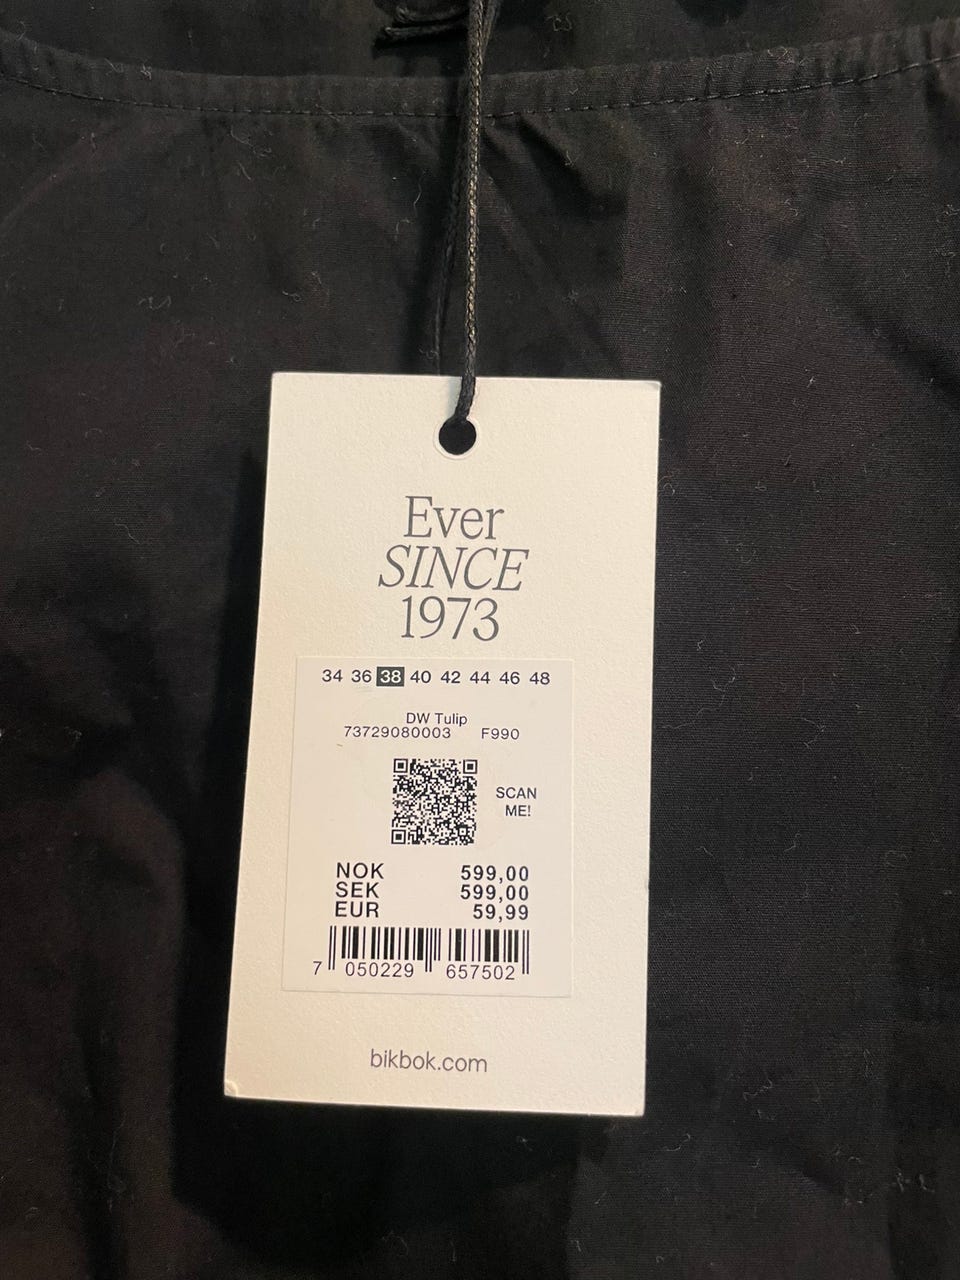 Ever
SINCE
1973
34 36 38 40 42 44 46 48
DW Tulip
73729080003 F990
SCAN
ME!
NOK 599,00
SEK 599,00
EUR 59,99
7 050229 657502
bikbok.com